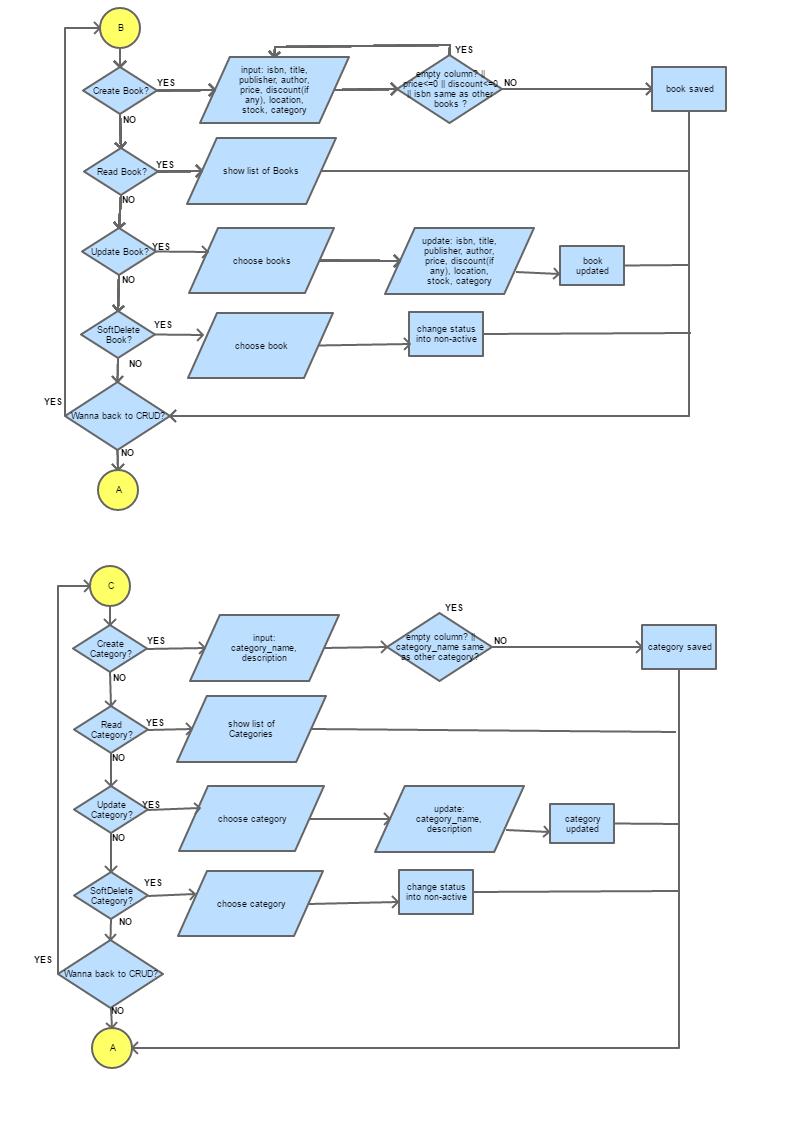 B
YES
Create Book?
YES
input: isbn, title,
publisher, author,
price, discount(if
any), location,
stock, category
empty column? ||
price<=0 || discount<=0
|| isbn same as other
books ?
NO
book saved
NO
Read Book?
YES
show list of Books
NO
Update Book?
YES
choose books
update: isbn, title,
publisher, author,
price, discount(if
any), location,
stock, category
book
updated
NO
SoftDelete
Book?
YES
choose book
change status
into non-active
NO
YES
Wanna back to CRUD?
NO
A
C
YES
Create
Category?
YES
input:
category_name,
description
empty column? ||
category_name same
as other category?
NO
category saved
NO
Read
Category?
YES
show list of
Categories
NO
Update
Category?
YES
choose category
update:
category_name,
description
category
updated
NO
SoftDelete
Category?
YES
choose category
change status
into non-active
NO
YES
Wanna back to CRUD?
NO
A